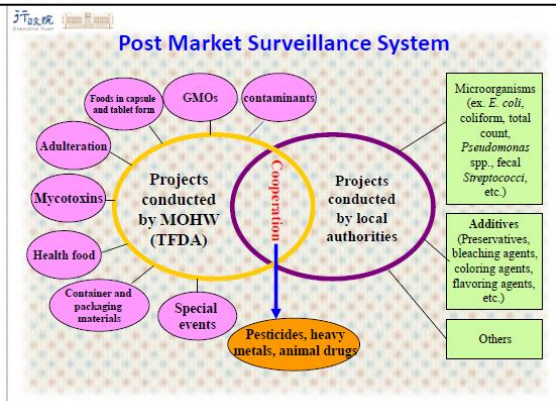 行政院
Executive Yuan
Post Market Surveillance System
Foods in capsule
and tablet form
GMOs
contaminants
Adulteration
Mycotoxins
Health food
Container and
packaging
materials
Special
events
Projects
conducted
by MOHW
(TFDA)
Cooperation
Projects
conducted
by local
authorities
Pesticides, heavy
metals, animal drugs
Microorganisms
(ex. E. coli,
coliform, total
count,
Pseudomonas
spp., fecal
Streptococci,
etc.)
Additives
(Preservatives,
bleaching agents,
coloring agents,
flavoring agents,
etc.)
Others